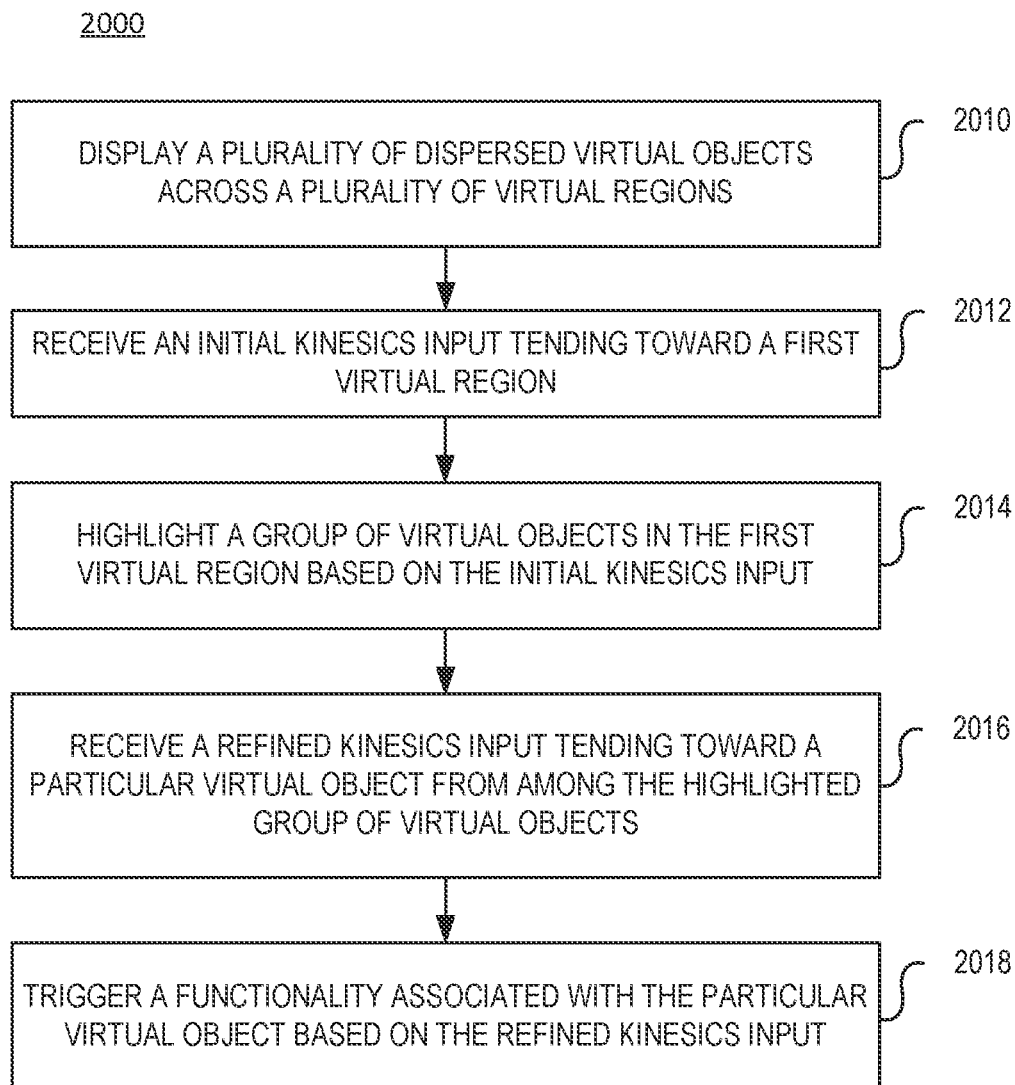 2000
DISPLAY A PLURALITY OF DISPERSED VIRTUAL OBJECTS
ACROSS A PLURALITY OF VIRTUAL REGIONS
2010
RECEIVE AN INITIAL KINESICS INPUT TENDING TOWARD A FIRST
VIRTUAL REGION
2012
HIGHLIGHT A GROUP OF VIRTUAL OBJECTS IN THE FIRST
VIRTUAL REGION BASED ON THE INITIAL KINESICS INPUT
2014
RECEIVE A REFINED KINESICS INPUT TENDING TOWARD A
PARTICULAR VIRTUAL OBJECT FROM AMONG THE HIGHLIGHTED
GROUP OF VIRTUAL OBJECTS
2016
TRIGGER A FUNCTIONALITY ASSOCIATED WITH THE PARTICULAR
VIRTUAL OBJECT BASED ON THE REFINED KINESICS INPUT
2018